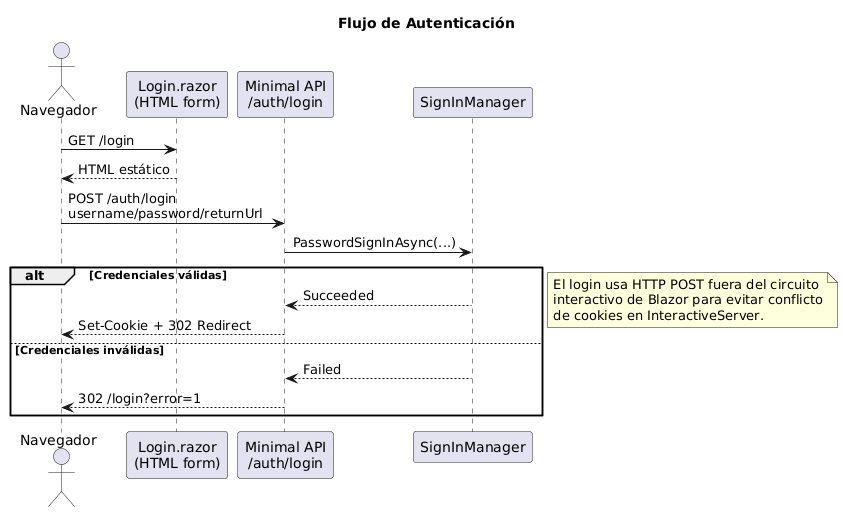 Flujo de Autenticación
Navegador
Login.razor
(HTML form)
Minimal API
/auth/login
SignInManager
GET /login
HTML estático
POST /auth/login
username/password/returnUrl
PasswordSignInAsync(...)
alt
[Credenciales válidas]
El login usa HTTP POST fuera del circuito
interactivo de Blazor para evitar conflicto
de cookies en InteractiveServer.
Succeeded
Set-Cookie + 302 Redirect
[Credenciales inválidas]
Failed
302 /login?error=1
Navegador
Login.razor
(HTML form)
Minimal API
/auth/login
SignInManager